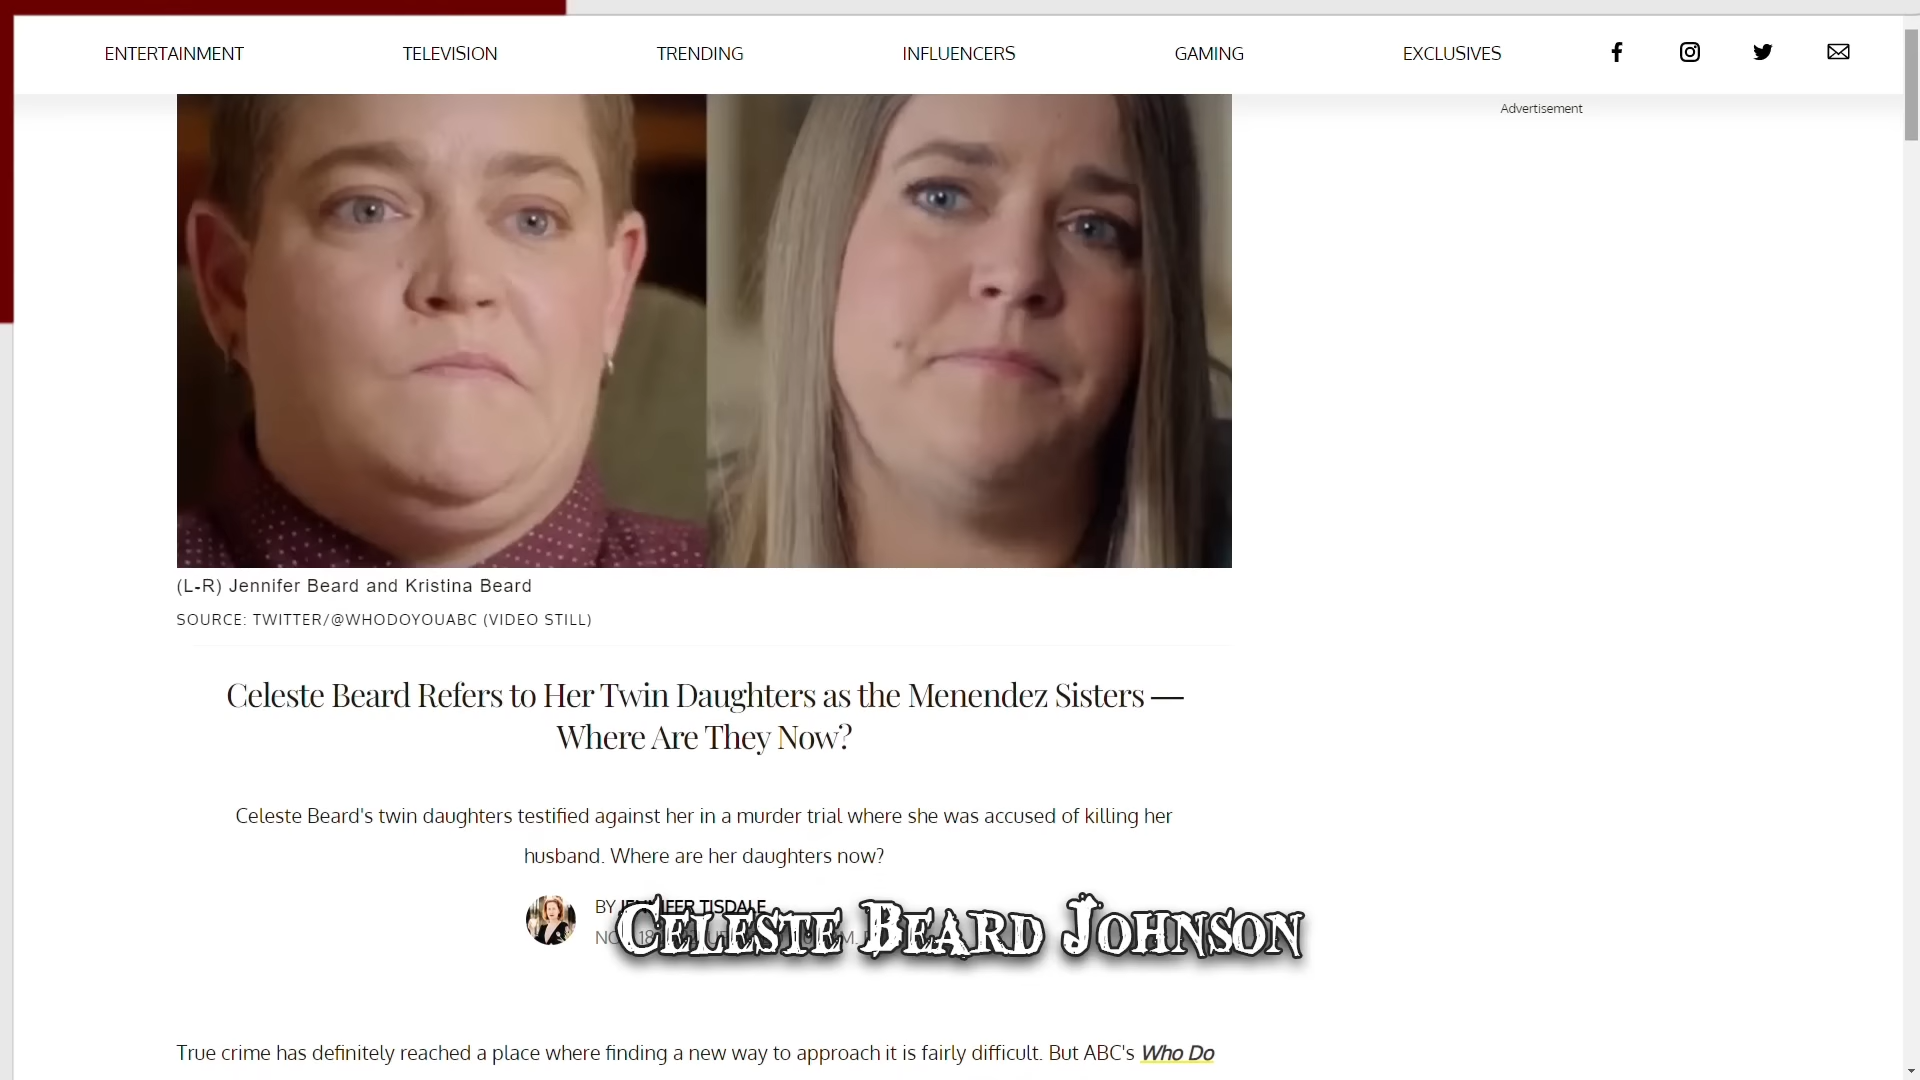 ENTERTAINMENT TELEVISION TRENDING INFLUENCERS GAMING EXCLUSIVES
Advertisement
(L-R) Jennifer Beard and Kristina Beard
SOURCE: TWITTER/@WHODOYOUABC (VIDEO STILL)
Celeste Beard Refers to Her Twin Daughters as the Menendez Sisters —
Where Are They Now?
Celeste Beard's twin daughters testified against her in a murder trial where she was accused of killing her
husband. Where are her daughters now?
BY JENNIFER TISDALE
Celeste Beard Johnson
True crime has definitely reached a place where finding a new way to approach it is fairly difficult. But ABC's Who Do